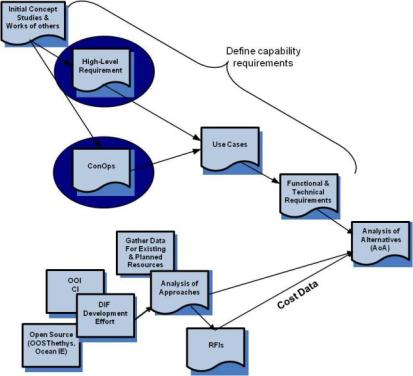 Initial Concept
Studies &
Works of others
Define capability
requirements
High-Level
Requirement
Use Cases
ConOps
Functional &
Technical
Requirements
Analysis of
Alternatives
(AoA)
Gather Data
For Existing
& Planned
Resources
Analysis of
Approaches
OOI
CI
DIF
Development
Effort
Open Source
(OOSThethys,
Ocean IE)
RFIs
Cost Data